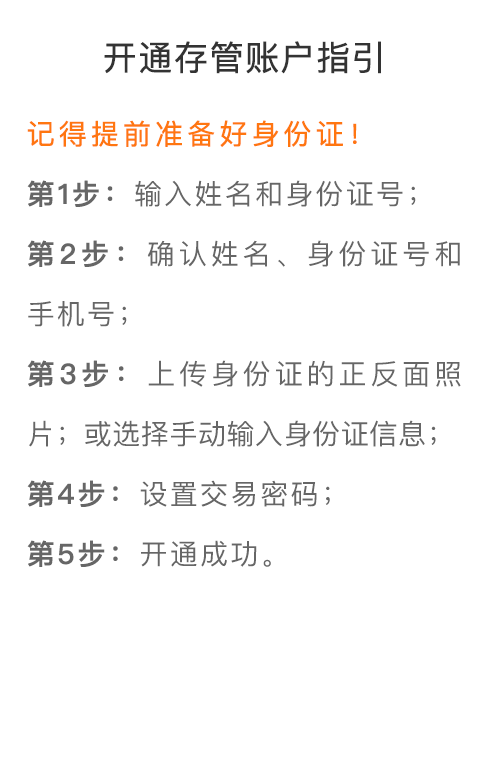 开通存管账户指引
记得提前准备好身份证！
第1步：输入姓名和身份证号；
第2步：确认姓名、身份证号和
手机号；
第3步：上传身份证的正反面照
片；或选择手动输入身份证信息；
第4步：设置交易密码；
第5步：开通成功。